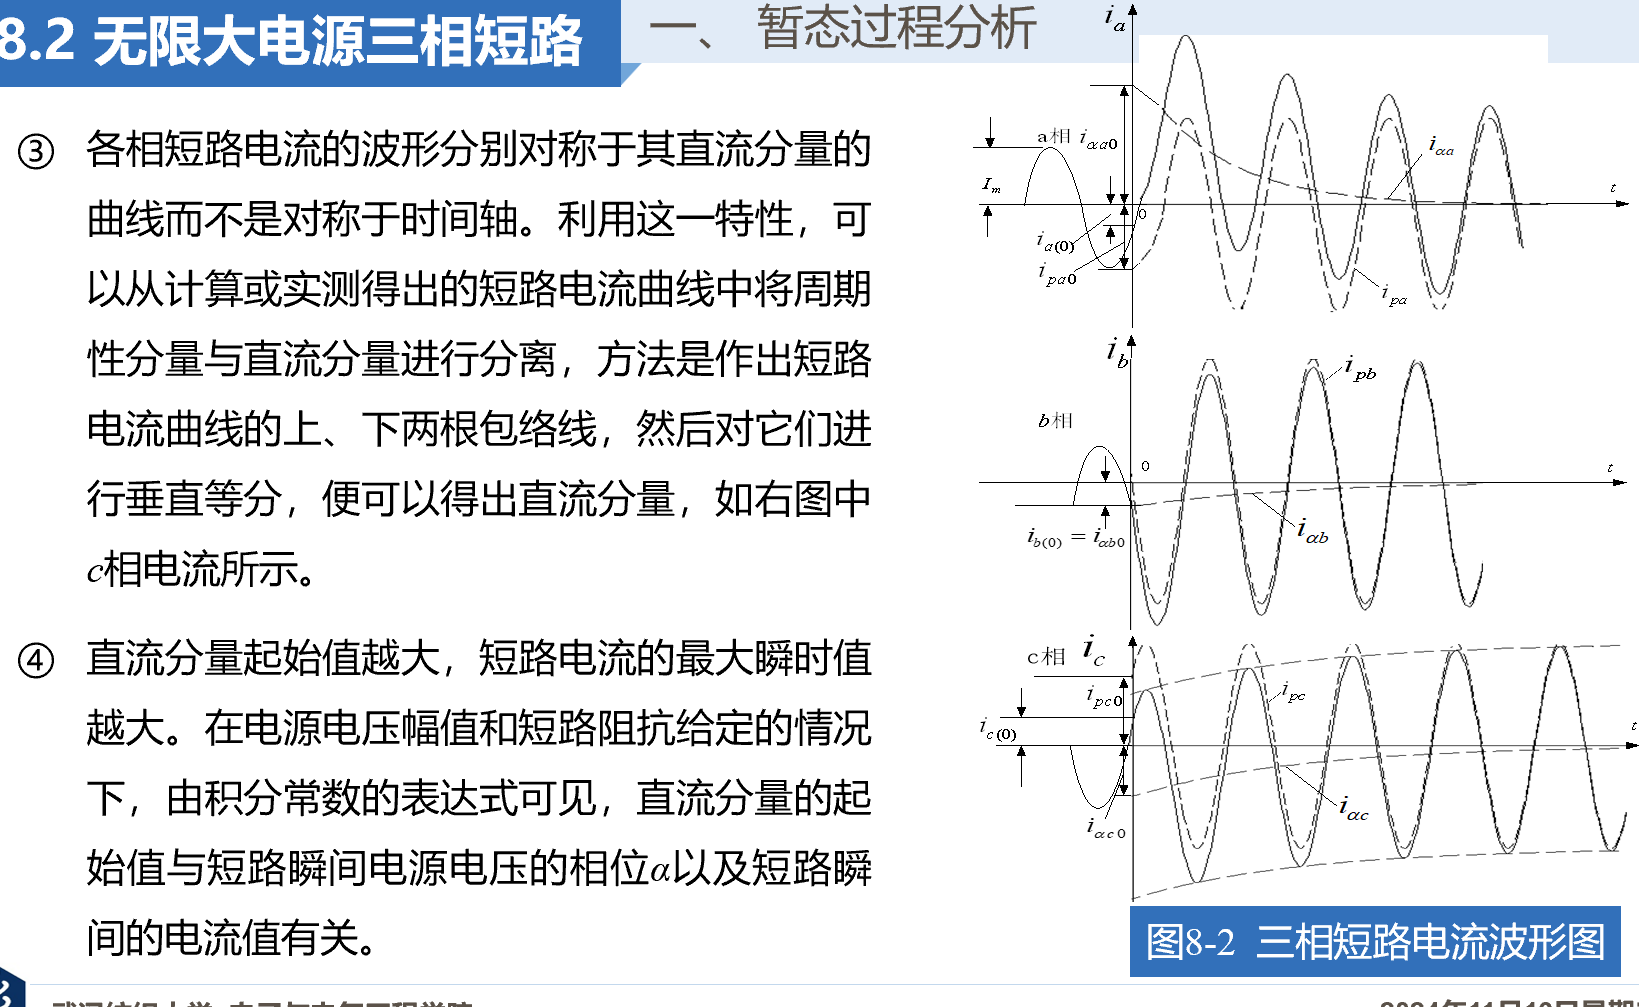 8.2 无限大电源三相短路
一、 暂态过程分析
③ 各相短路电流的波形分别对称于其直流分量的
曲线而不是对称于时间轴。利用这一特性，可
以从计算或实测得出的短路电流曲线中将周期
性分量与直流分量进行分离，方法是作出短路
电流曲线的上、下两根包络线，然后对它们进
行垂直等分，便可以得出直流分量，如右图中
c相电流所示。
④ 直流分量起始值越大，短路电流的最大瞬时值
越大。在电源电压幅值和短路阻抗给定的情况
下，由积分常数的表达式可见，直流分量的起
始值与短路瞬间电源电压的相位α以及短路瞬
间的电流值有关。
i_a
a相 i_{αa0}
i_{αa}
I_m
t
0
i_{a(0)}
i_{pa0}
i_{pa}
i_b
i_{pb}
b相
0
t
i_{b(0)} = i_{αb0}
i_{αb}
c相 i_c
i_{pc0}
i_{pc}
i_{c(0)}
t
i_{αc0}
i_{αc}
图8-2 三相短路电流波形图